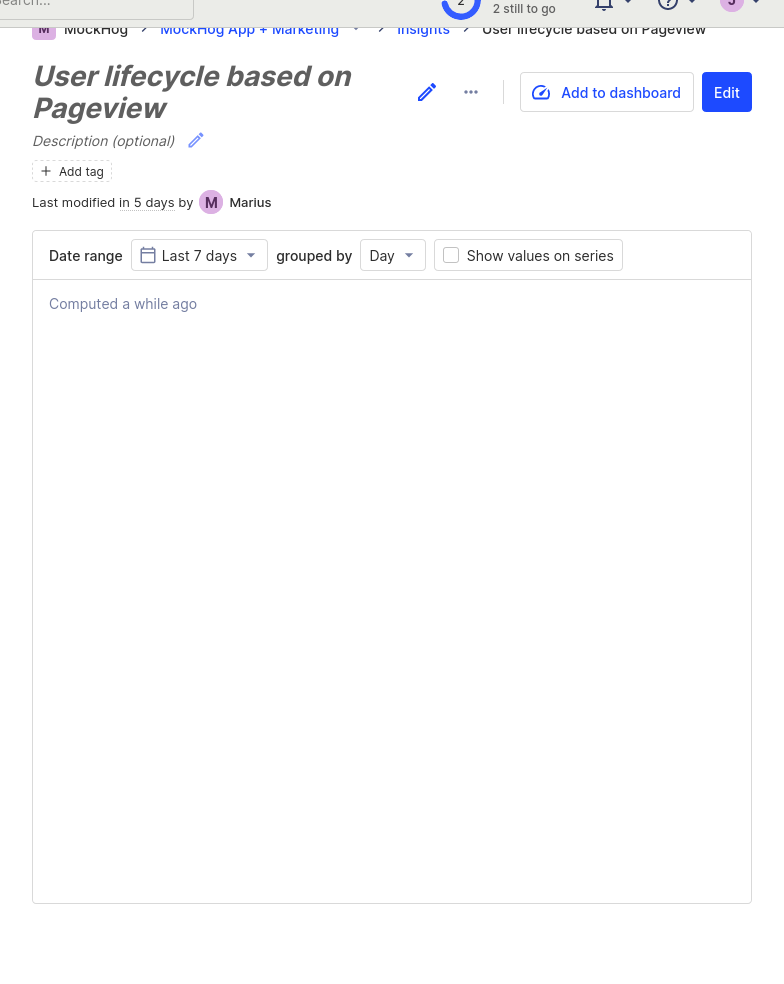 Search...
2
2 still to go
J
M MockHog MockHog App + Marketing Insights User lifecycle based on Pageview
User lifecycle based on
Pageview
Add to dashboard
Edit
Description (optional)
Add tag
Last modified in 5 days by M Marius
Date range Last 7 days grouped by Day Show values on series
Computed a while ago